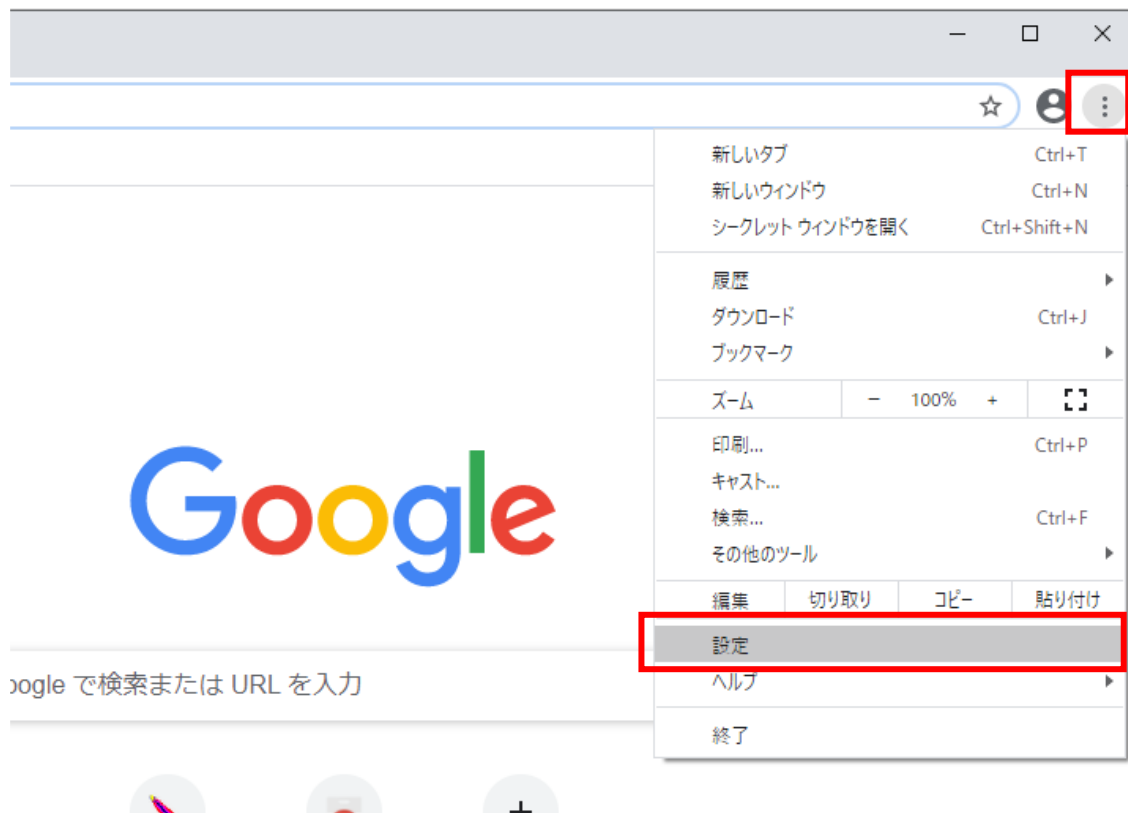 新しいタブ Ctrl+T
新しいウィンドウ Ctrl+N
シークレット ウィンドウを開く Ctrl+Shift+N
履歴
ダウンロード Ctrl+J
ブックマーク
ズーム − 100% +
印刷... Ctrl+P
キャスト...
検索... Ctrl+F
その他のツール
編集 切り取り コピー 貼り付け
設定
ヘルプ
終了
Google
oogle で検索または URL を入力